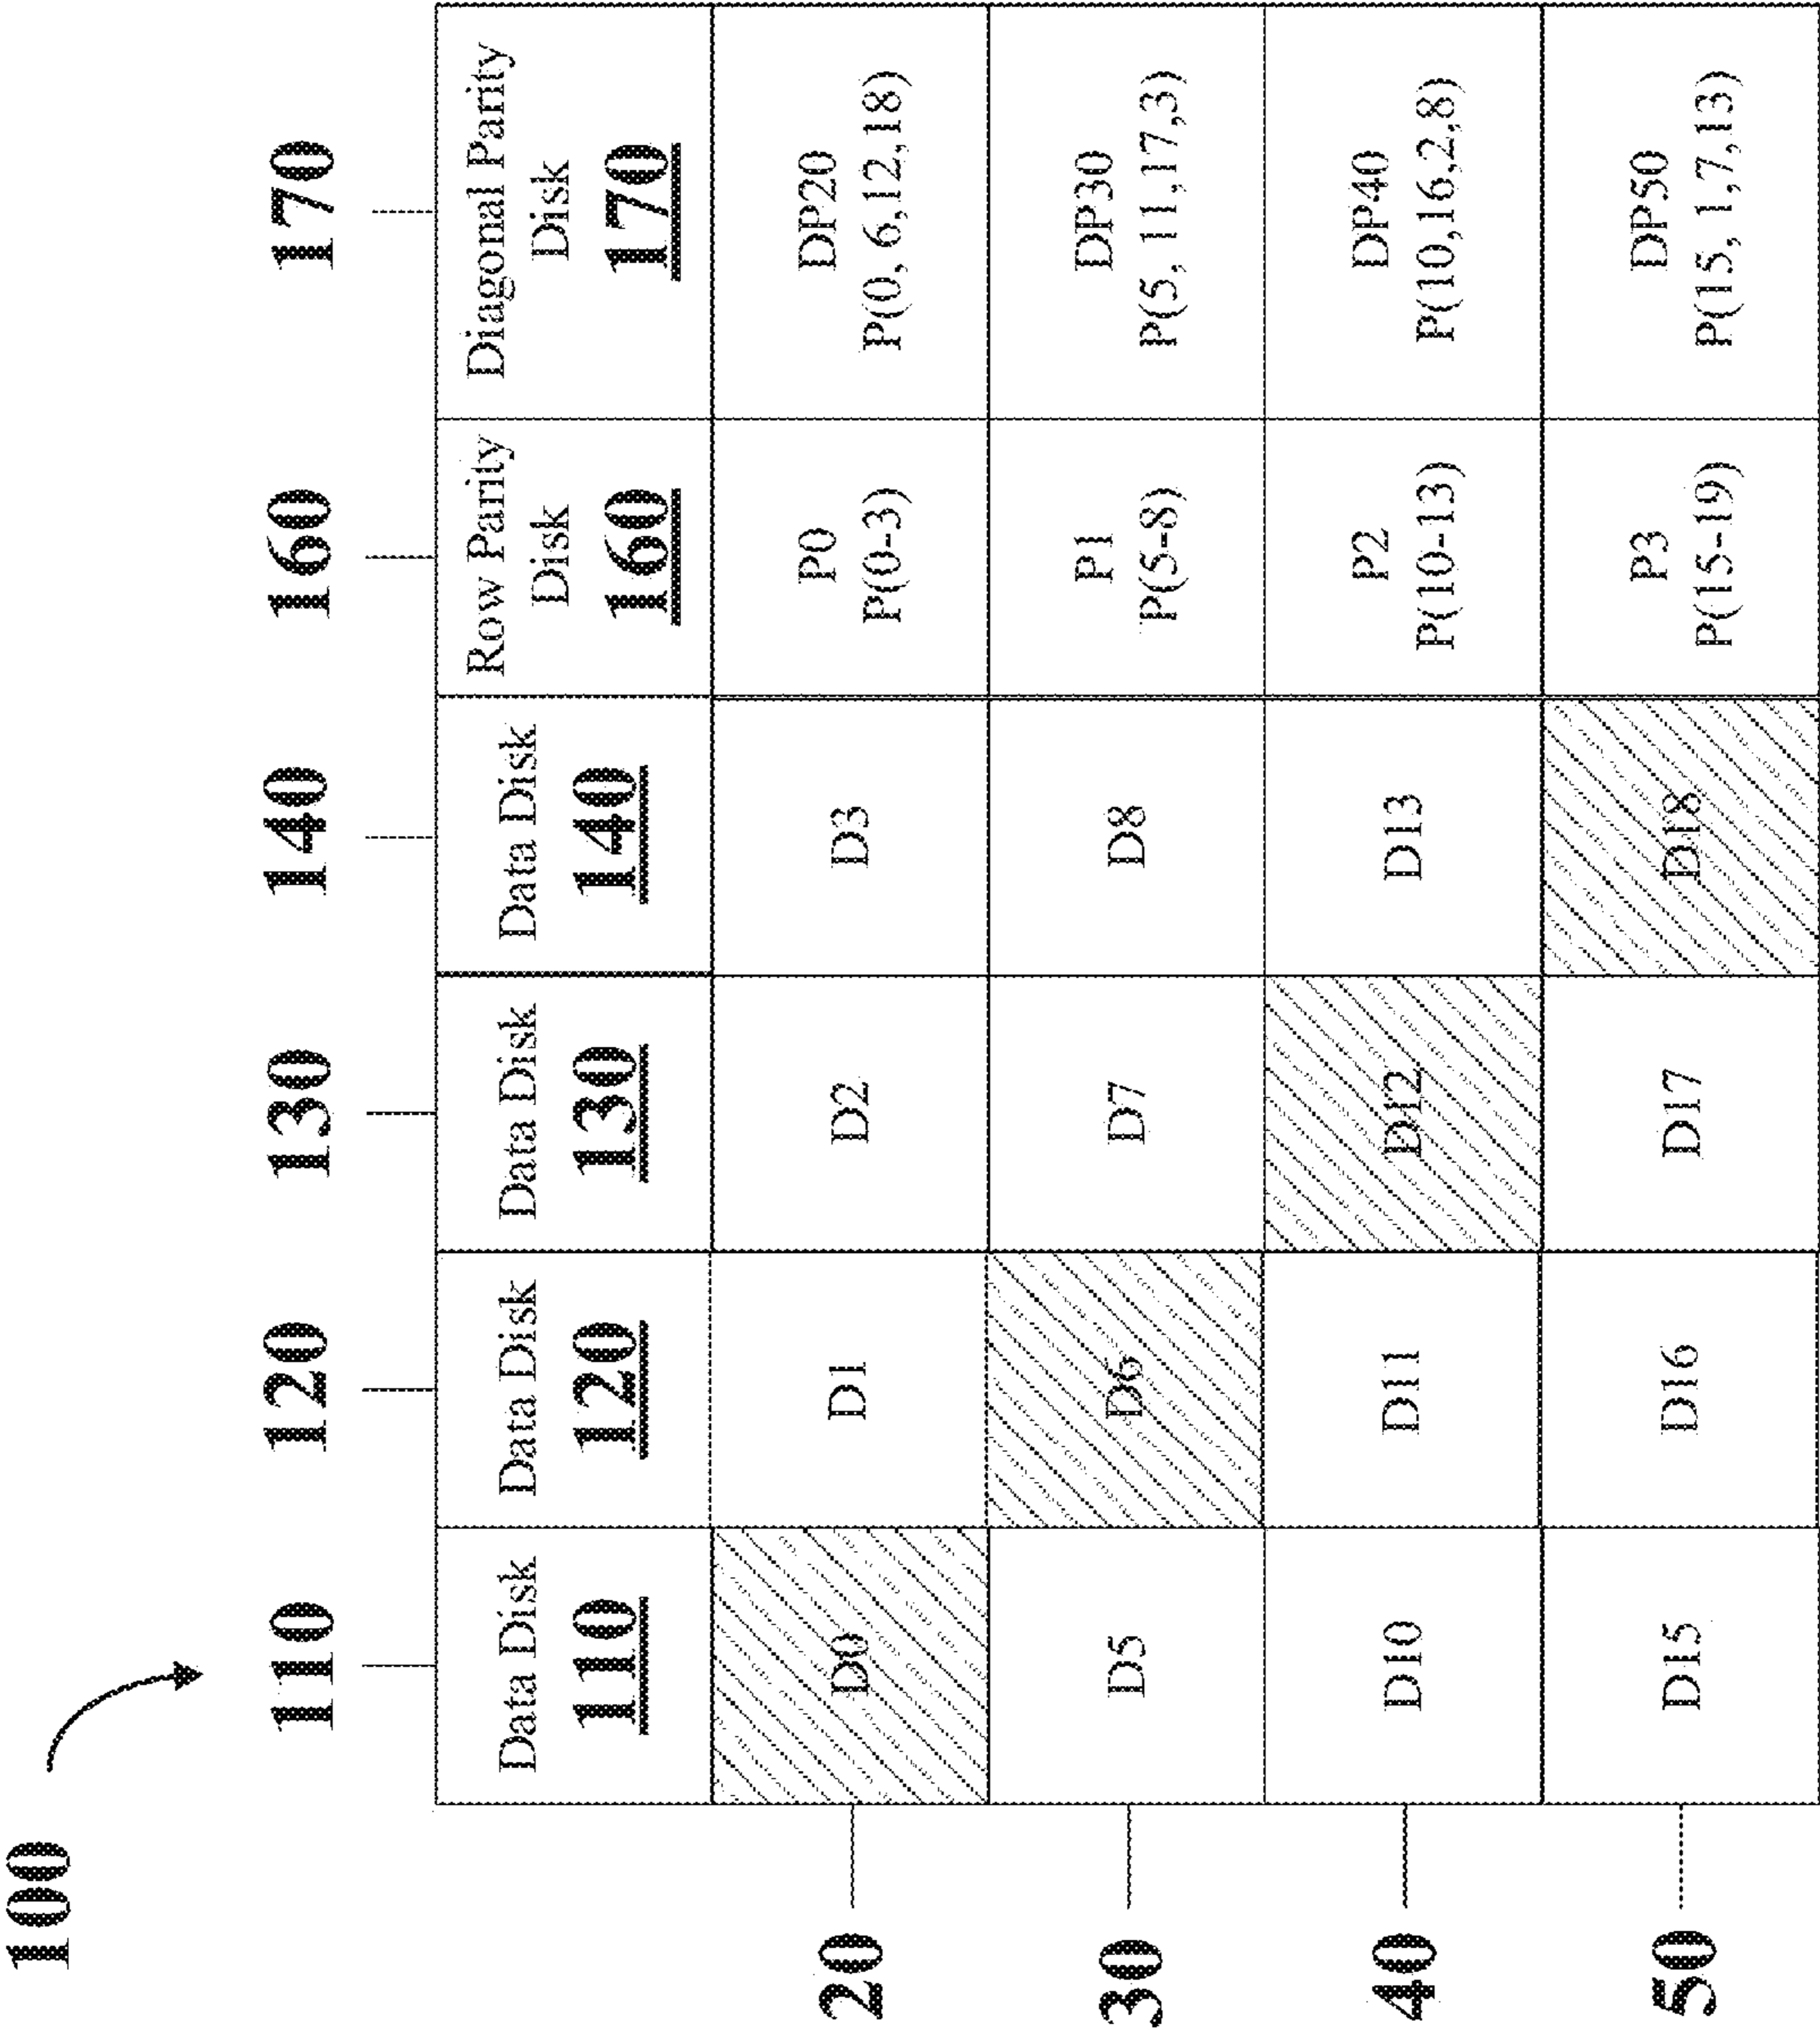 100
110 120 130 140 160 170
Data Disk Data Disk Data Disk Data Disk Row Parity Diagonal Parity
Disk Disk
110 120 130 140 160 170
20 D0 D1 D2 D3 P0 DP20
P(0-3) P(0, 6,12,18)
30 D5 D6 D7 D8 P1 DP30
P(5-8) P(5, 11,17,3)
40 D10 D11 D12 D13 P2 DP40
P(10-13) P(10,16,2,8)
50 D15 D16 D17 D18 P3 DP50
P(15-19) P(15, 1,7,13)